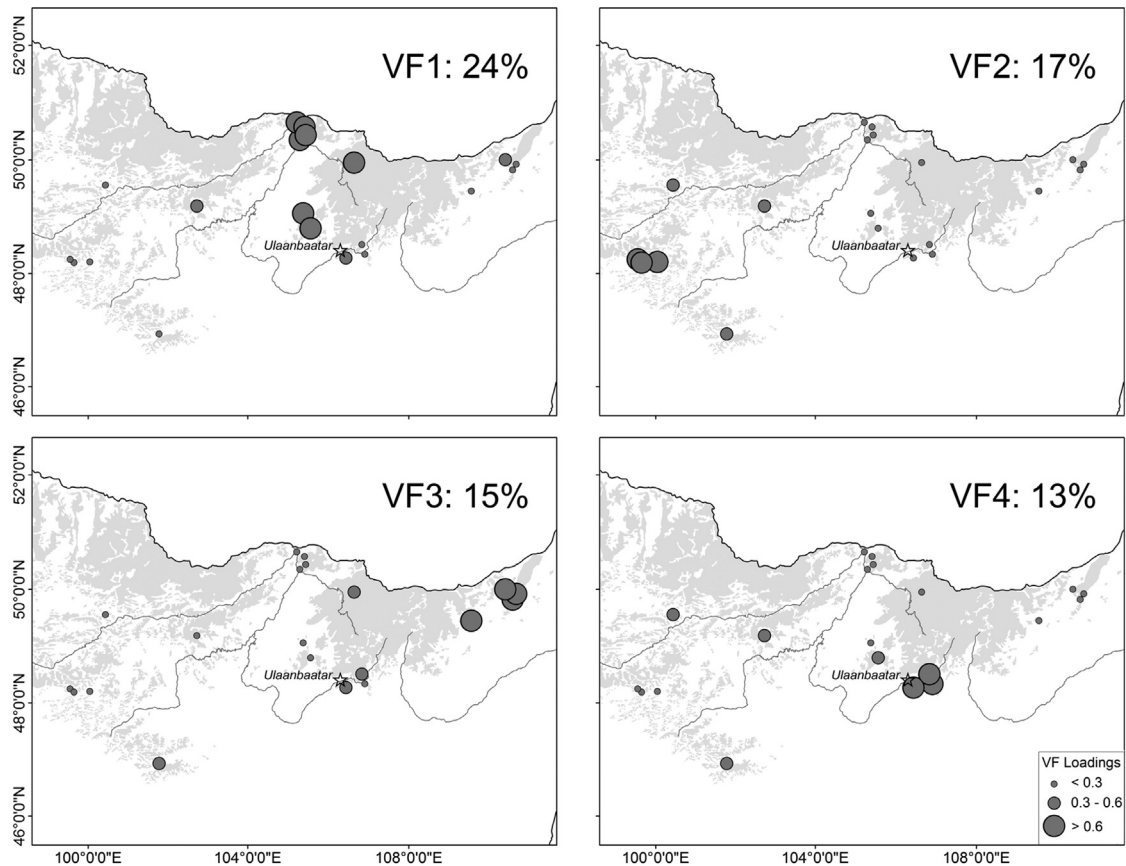 VF1: 24%
VF2: 17%
52°0'0"N
50°0'0"N
48°0'0"N
46°0'0"N
Ulaanbaatar
Ulaanbaatar
VF3: 15%
VF4: 13%
52°0'0"N
50°0'0"N
48°0'0"N
46°0'0"N
Ulaanbaatar
Ulaanbaatar
VF Loadings
< 0.3
0.3 - 0.6
> 0.6
100°0'0"E
104°0'0"E
108°0'0"E
100°0'0"E
104°0'0"E
108°0'0"E